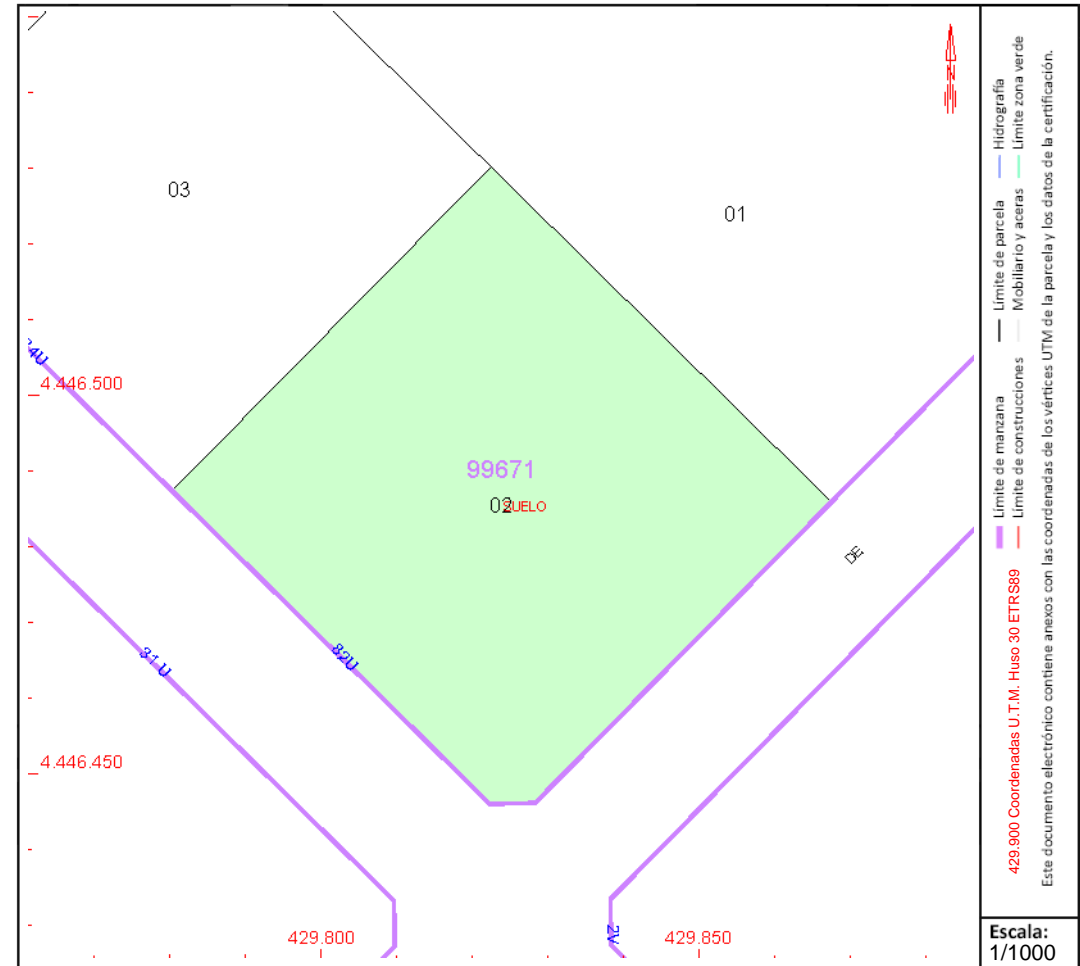 N
03
01
34U
4.446.500
99671
02
SUELO
DE
31 U
82U
4.446.450
429.800
429.850
2V
Límite de manzana
Límite de parcela
Hidrografía
Límite de construcciones
Mobiliario y aceras
Límite zona verde
429.900 Coordenadas U.T.M. Huso 30 ETRS89
Este documento electrónico contiene anexos con las coordenadas de los vértices UTM de la parcela y los datos de la certificación.
Escala:
1/1000